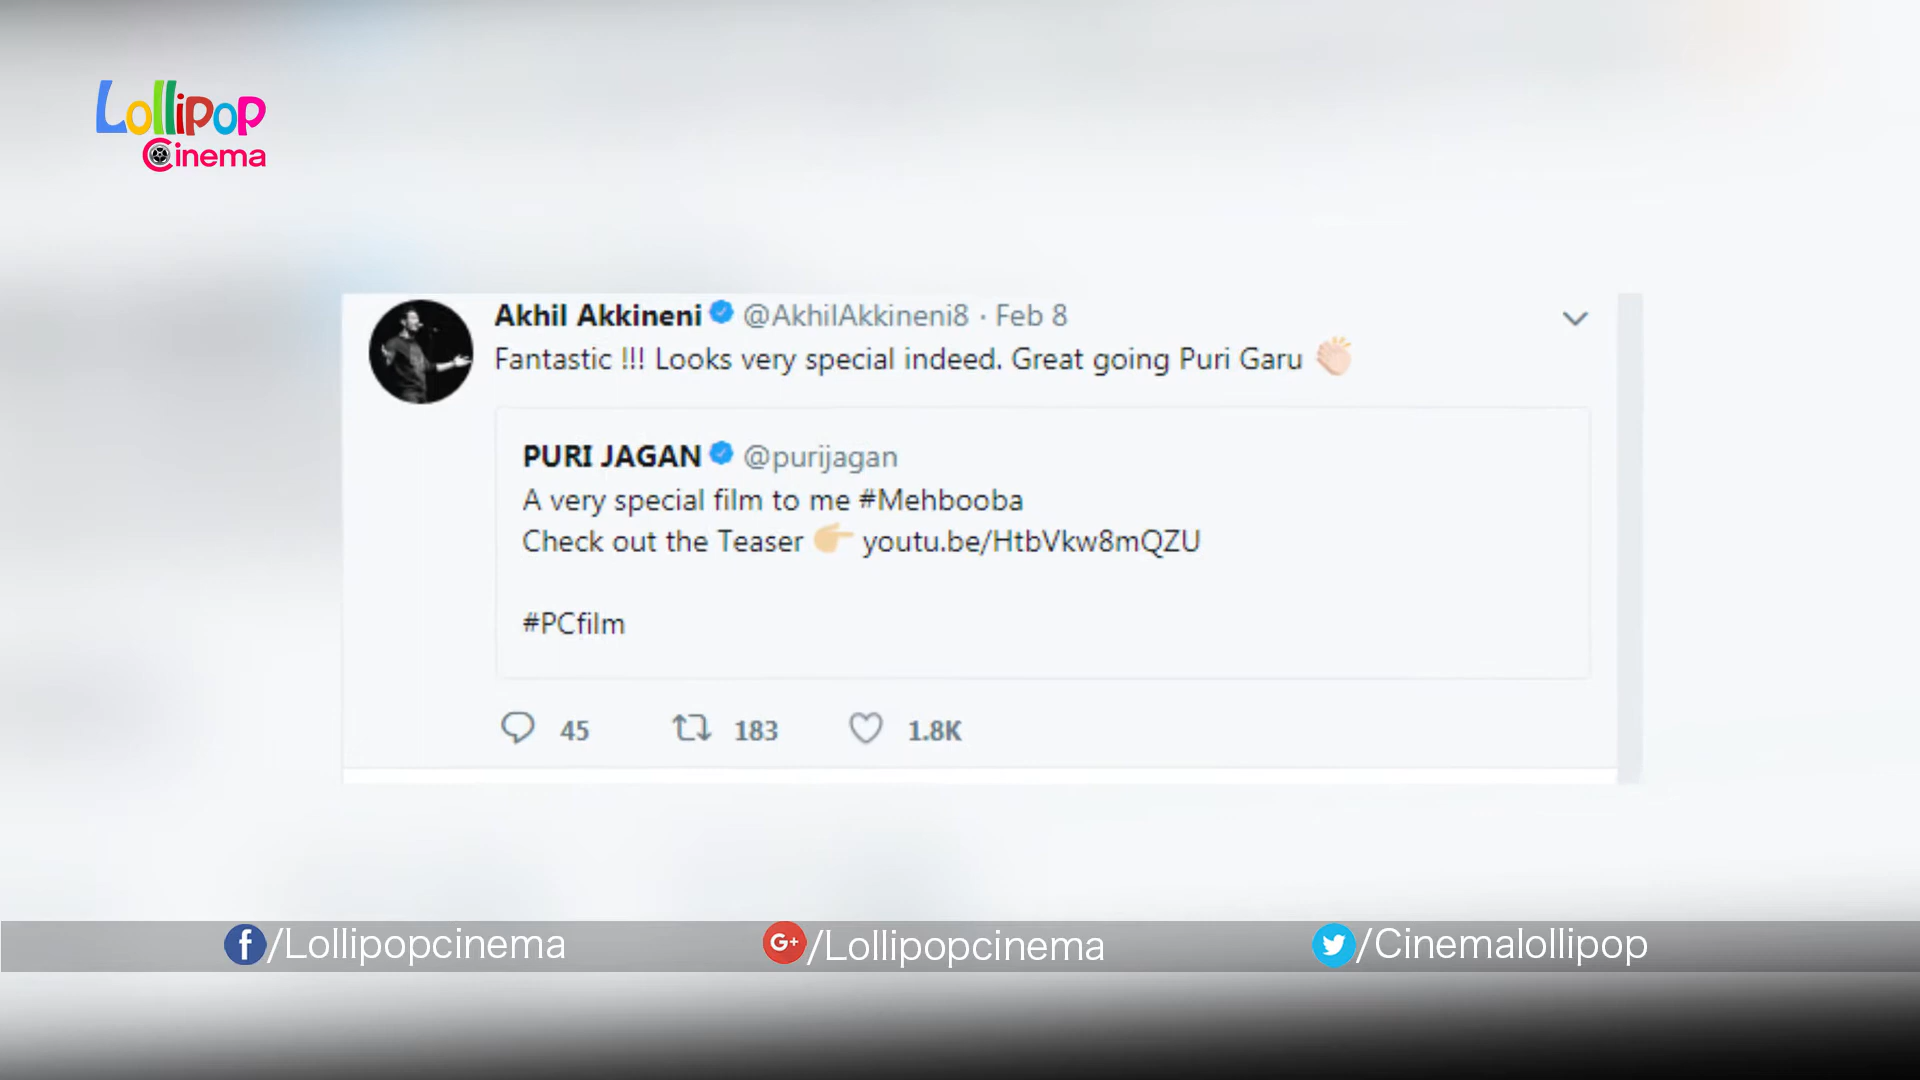 Lollipop
Cinema
Akhil Akkineni @AkhilAkkineni8 · Feb 8
Fantastic !!! Looks very special indeed. Great going Puri Garu 👏🏻
PURI JAGAN @purijagan
A very special film to me #Mehbooba
Check out the Teaser 👉🏼 youtu.be/HtbVkw8mQZU
#PCfilm
45 183 1.8K
f/Lollipopcinema G+/Lollipopcinema /Cinemalollipop